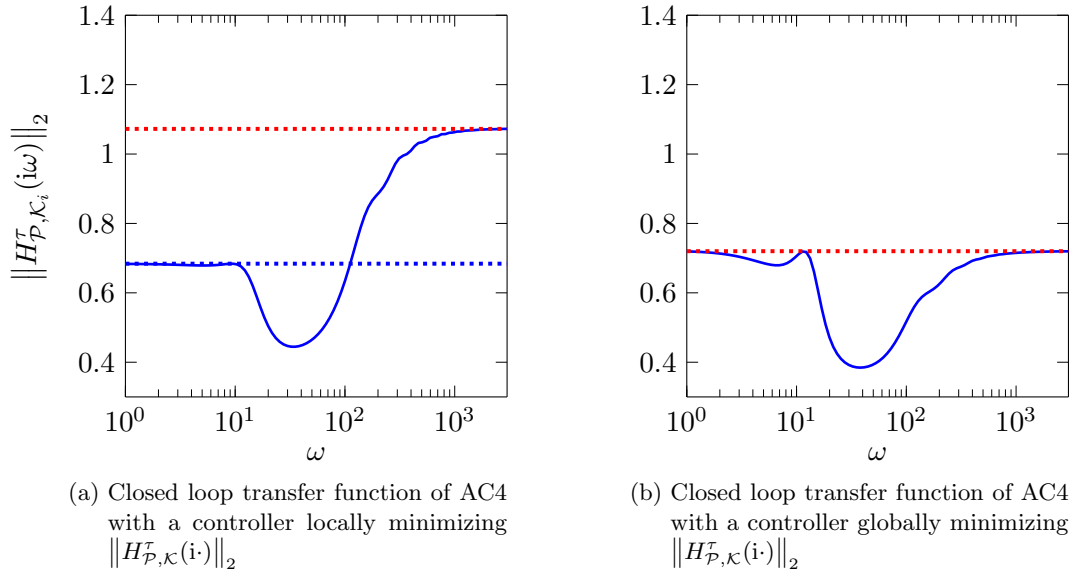 1.4
1.2
1
0.8
0.6
0.4
‖H^τ_{𝒫,𝒦_i}(iω)‖_2
10^0
10^1
10^2
10^3
ω
(a) Closed loop transfer function of AC4
with a controller locally minimizing
‖H^τ_{𝒫,𝒦}(i·)‖_2
1.4
1.2
1
0.8
0.6
0.4
10^0
10^1
10^2
10^3
ω
(b) Closed loop transfer function of AC4
with a controller globally minimizing
‖H^τ_{𝒫,𝒦}(i·)‖_2